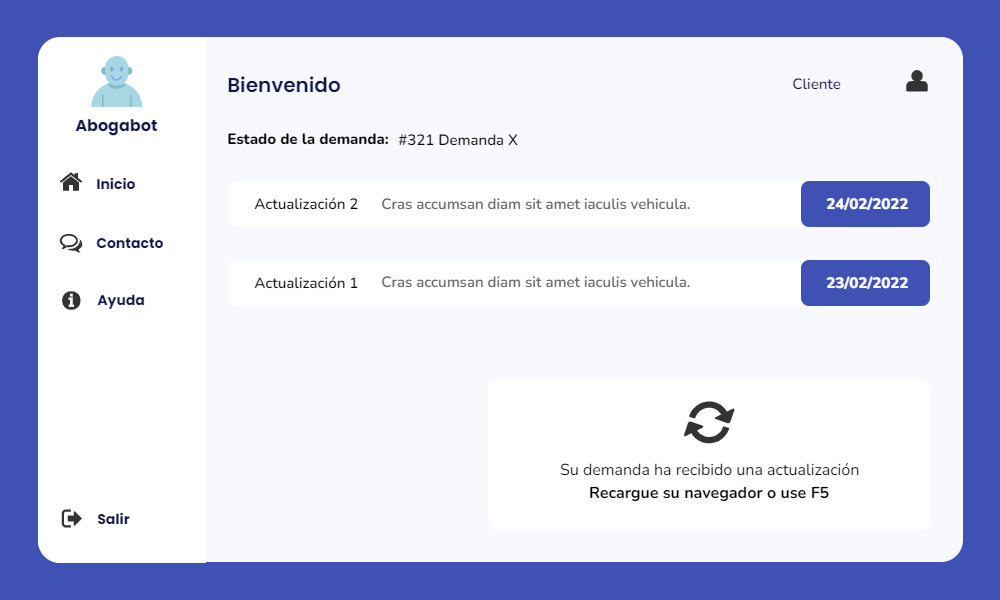 Abogabot
Inicio
Contacto
Ayuda
Salir
Bienvenido
Cliente
Estado de la demanda: #321 Demanda X
Actualización 2 Cras accumsan diam sit amet iaculis vehicula. 24/02/2022
Actualización 1 Cras accumsan diam sit amet iaculis vehicula. 23/02/2022
Su demanda ha recibido una actualización
Recargue su navegador o use F5